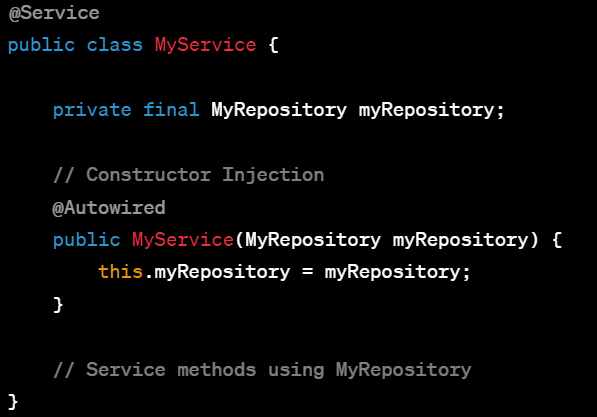 @Service
public class MyService {
private final MyRepository myRepository;
// Constructor Injection
@Autowired
public MyService(MyRepository myRepository) {
this.myRepository = myRepository;
}
// Service methods using MyRepository
}